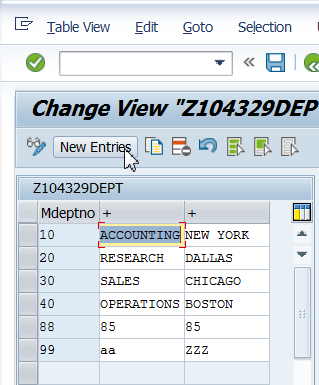 Table View Edit Goto Selection
Change View "Z104329DEP
New Entries
Z104329DEPT
Mdeptno + +
10 ACCOUNTING NEW YORK
20 RESEARCH DALLAS
30 SALES CHICAGO
40 OPERATIONS BOSTON
88 85 85
99 aa ZZZ